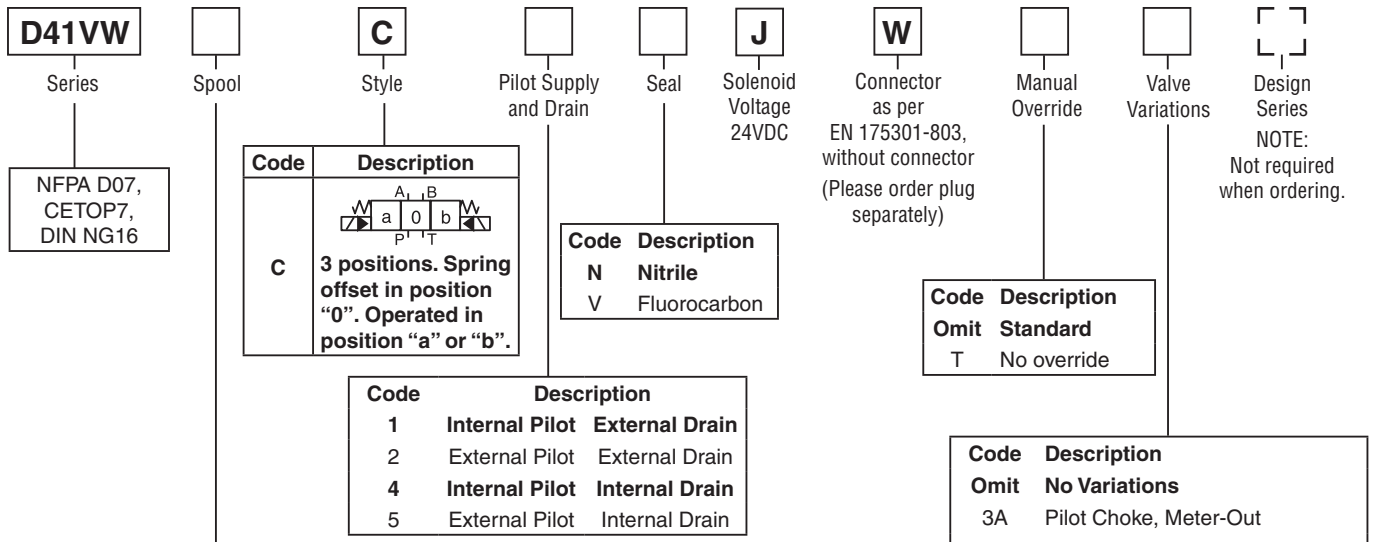 D41VW C J W
Series
Spool
Style
Pilot Supply
and Drain
Seal
Solenoid
Voltage
24VDC
Connector
as per
EN 175301-803,
without connector
(Please order plug
separately)
Manual
Override
Valve
Variations
Design
Series
NOTE:
Not required
when ordering.
NFPA D07,
CETOP7,
DIN NG16
Code Description
A B
a 0 b
P T
C 3 positions. Spring
offset in position
“0”. Operated in
position “a” or “b”.
Code Description
N Nitrile
V Fluorocarbon
Code Description
Omit Standard
T No override
Code Description
1 Internal Pilot External Drain
2 External Pilot External Drain
4 Internal Pilot Internal Drain
5 External Pilot Internal Drain
Code Description
Omit No Variations
3A Pilot Choke, Meter-Out